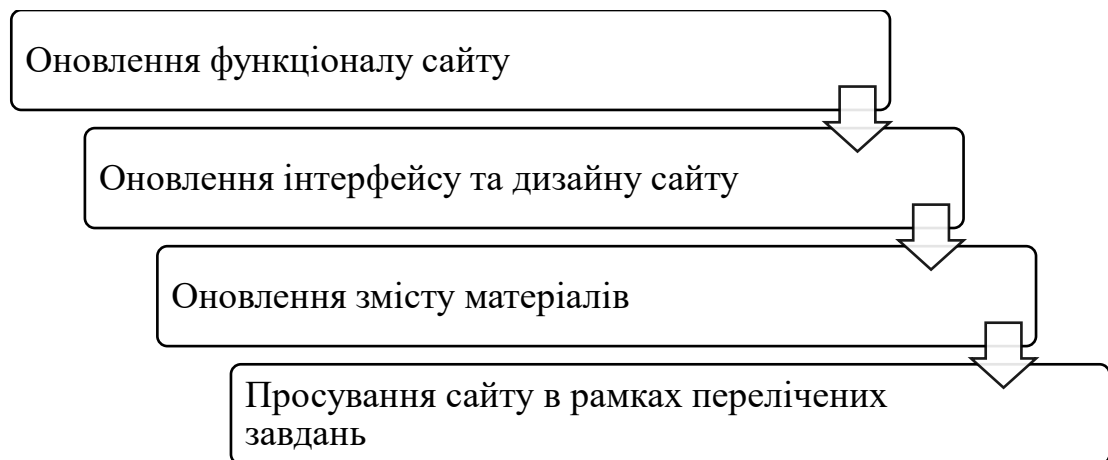 Оновлення функціоналу сайту
Оновлення інтерфейсу та дизайну сайту
Оновлення змісту матеріалів
Просування сайту в рамках перелічених
завдань